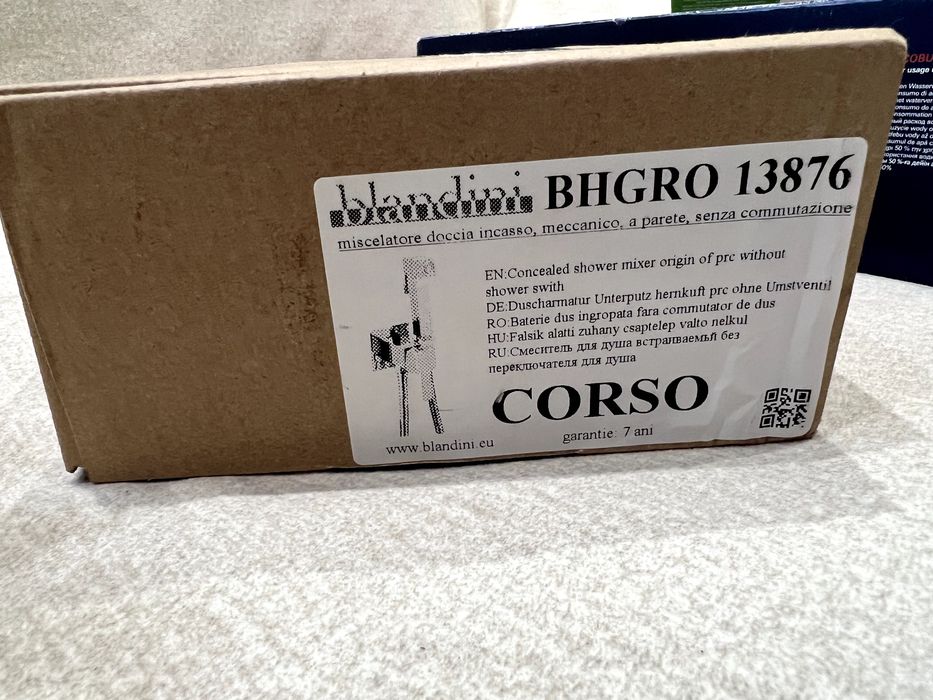 blandini BHGRO 13876
miscelatore doccia incasso, meccanico, a parete, senza commutazione
EN:Concealed shower mixer origin of prc without
shower swith
DE:Duscharmatur Unterputz hernkuft prc ohne Umstventil
RO:Baterie dus ingropata fara commutator de dus
HU:Falsik alatti zuhany csaptelep valto nelkul
RU:Смеситель для душа встраиваемьй без
переключателя для душа
CORSO
www.blandini.eu
garantie: 7 ani